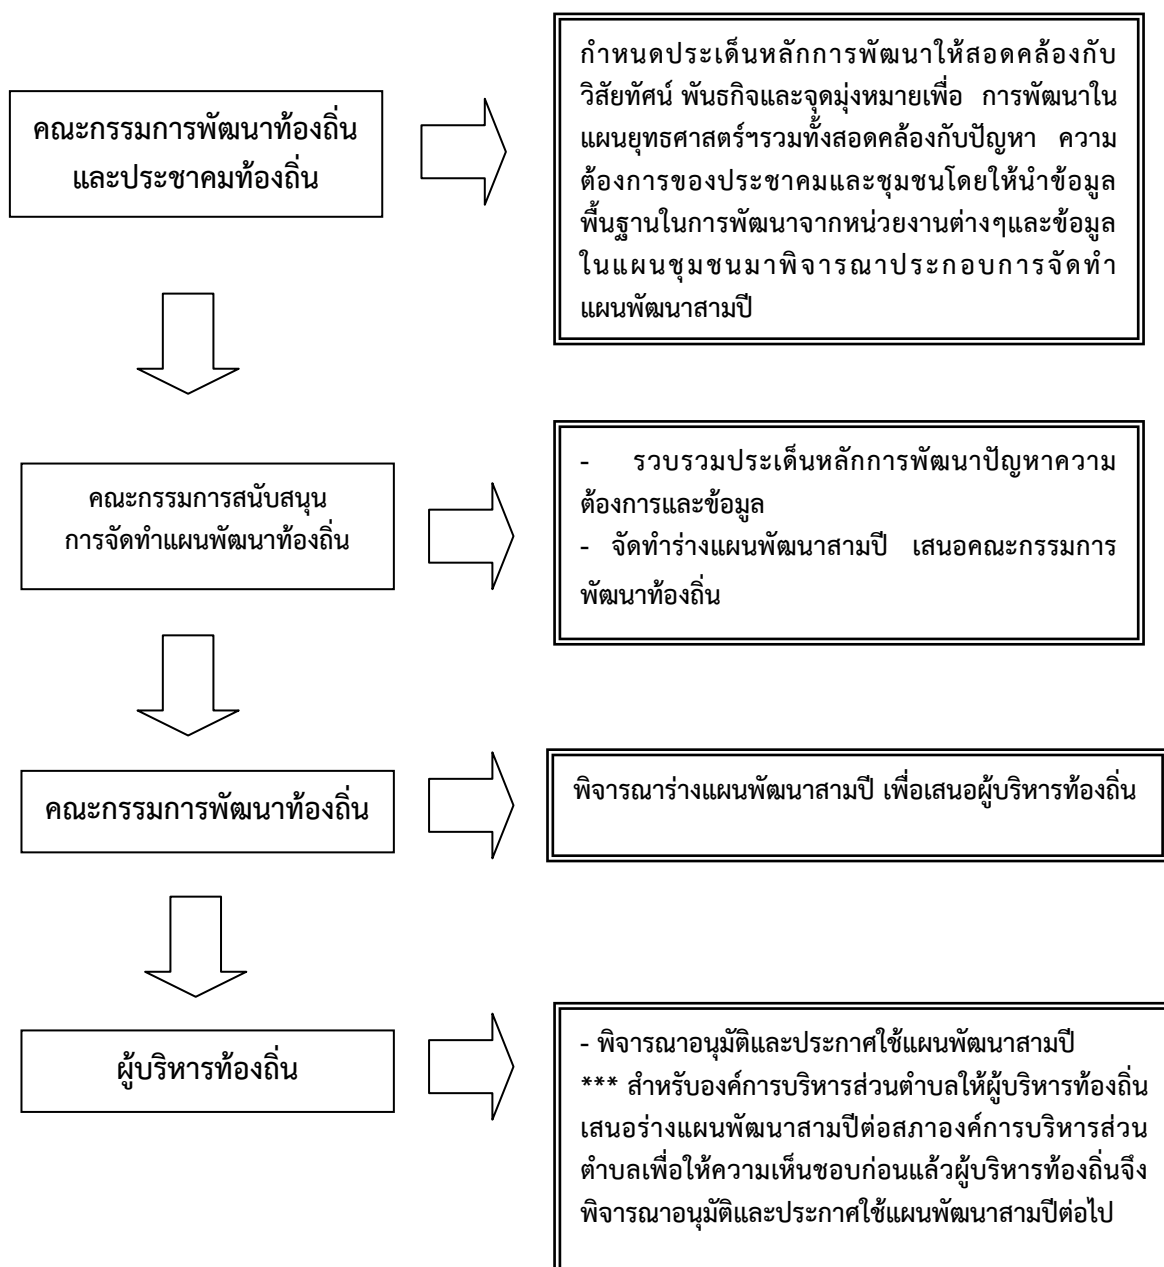 คณะกรรมการพัฒนาท้องถิ่น
และประชาคมท้องถิ่น
กำหนดประเด็นหลักการพัฒนาให้สอดคล้องกับ
วิสัยทัศน์ พันธกิจและจุดมุ่งหมายเพื่อ การพัฒนาใน
แผนยุทธศาสตร์ฯรวมทั้งสอดคล้องกับปัญหา ความ
ต้องการของประชาคมและชุมชนโดยให้นำข้อมูล
พื้นฐานในการพัฒนาจากหน่วยงานต่างๆและข้อมูล
ในแผนชุมชนมาพิจารณาประกอบการจัดทำ
แผนพัฒนาสามปี
คณะกรรมการสนับสนุน
การจัดทำแผนพัฒนาท้องถิ่น
- รวบรวมประเด็นหลักการพัฒนาปัญหาความ
ต้องการและข้อมูล
- จัดทำร่างแผนพัฒนาสามปี เสนอคณะกรรมการ
พัฒนาท้องถิ่น
คณะกรรมการพัฒนาท้องถิ่น
พิจารณาร่างแผนพัฒนาสามปี เพื่อเสนอผู้บริหารท้องถิ่น
ผู้บริหารท้องถิ่น
- พิจารณาอนุมัติและประกาศใช้แผนพัฒนาสามปี
*** สำหรับองค์การบริหารส่วนตำบลให้ผู้บริหารท้องถิ่น
เสนอร่างแผนพัฒนาสามปีต่อสภาองค์การบริหารส่วน
ตำบลเพื่อให้ความเห็นชอบก่อนแล้วผู้บริหารท้องถิ่นจึง
พิจารณาอนุมัติและประกาศใช้แผนพัฒนาสามปีต่อไป